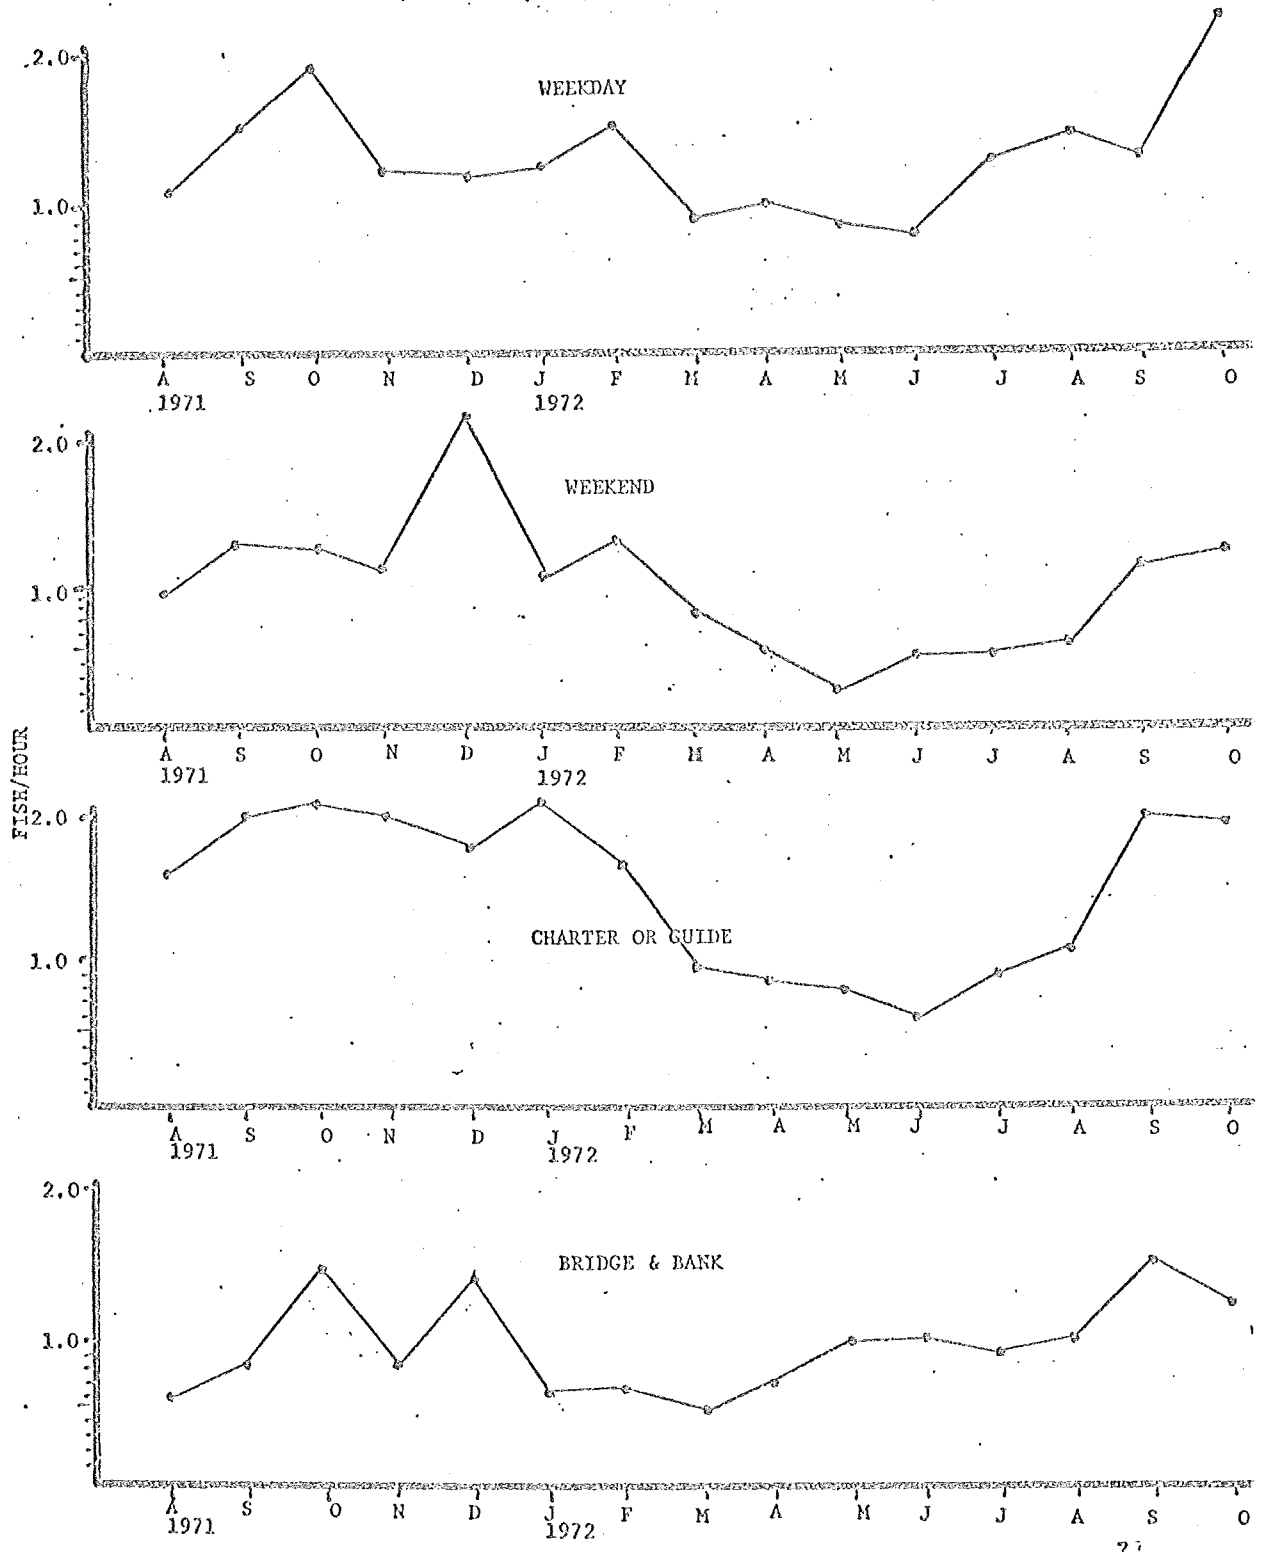 2.0
WEEKDAY
1.0
A S O N D J F M A M J J A S O
1971 1972
2.0
WEEKEND
1.0
A S O N D J F M A M J J A S O
1971 1972
FISH/HOUR
2.0
CHARTER OR GUIDE
1.0
A S O N D J F M A M J J A S O
1971 1972
2.0
BRIDGE & BANK
1.0
A S O N D J F M A M J J A S O
1971 1972